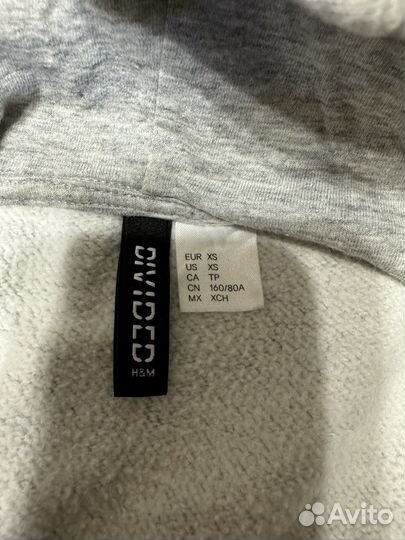 DIVIDED
H&M
EUR XS
US XS
CA TP
CN 160/80A
MX XCH
Avito